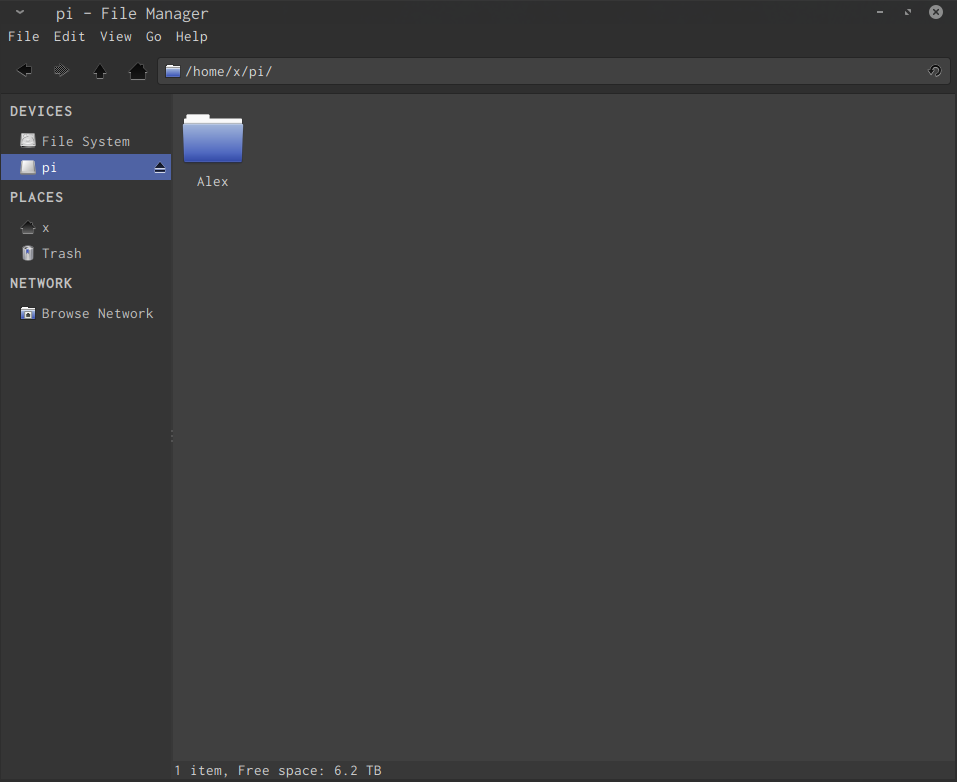 pi - File Manager
File Edit View Go Help
/home/x/pi/
DEVICES
File System
pi
PLACES
x
Trash
NETWORK
Browse Network
Alex
1 item, Free space: 6.2 TB